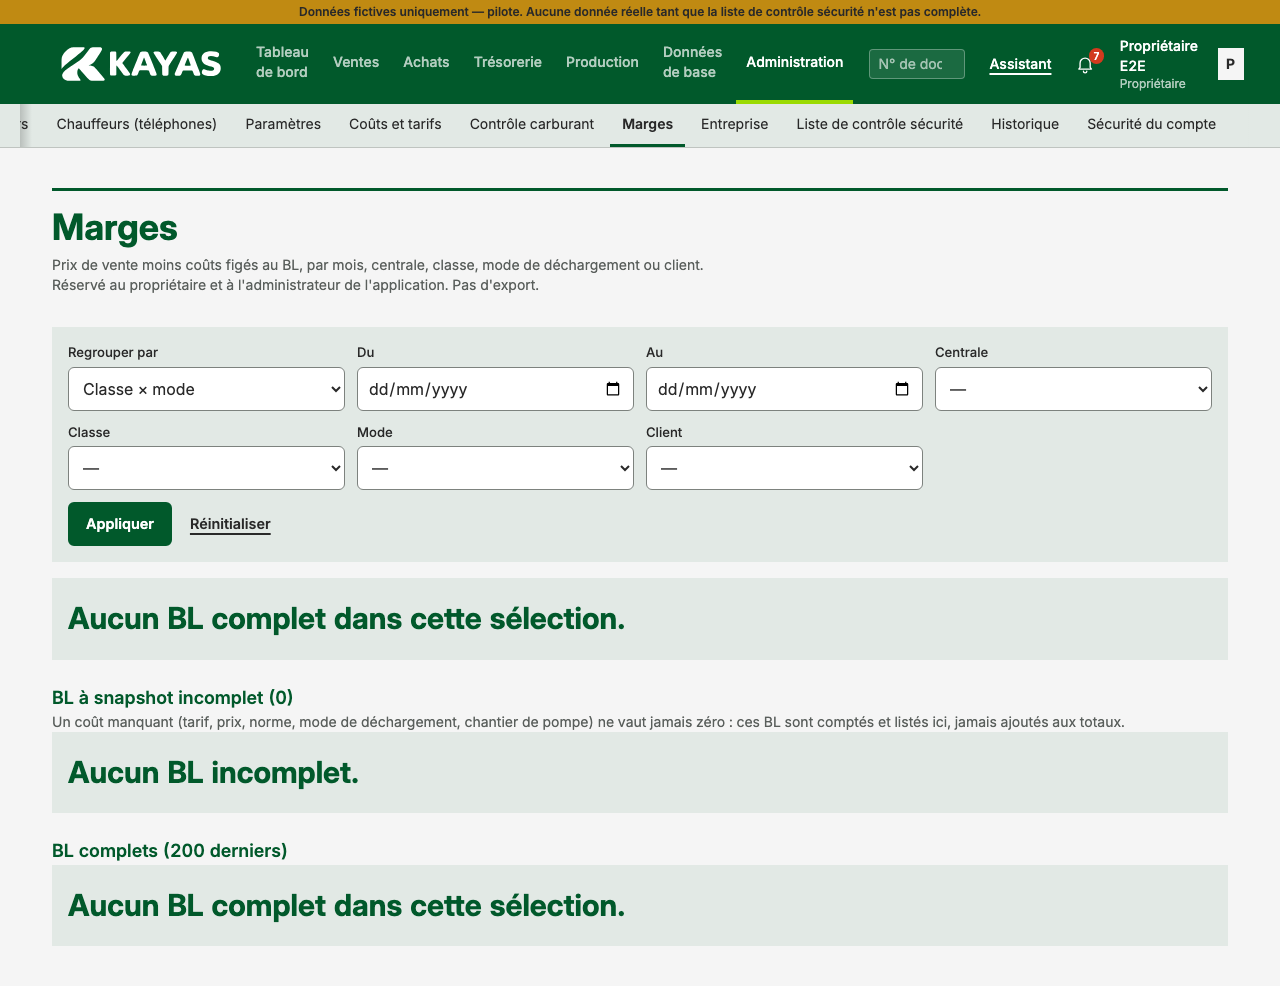 Données fictives uniquement — pilote. Aucune donnée réelle tant que la liste de contrôle sécurité n'est pas complète.
KAYAS
Tableau de bord
Ventes
Achats
Trésorerie
Production
Données de base
Administration
N° de doc
Assistant
7
Propriétaire E2E
Propriétaire
P
Chauffeurs (téléphones)
Paramètres
Coûts et tarifs
Contrôle carburant
Marges
Entreprise
Liste de contrôle sécurité
Historique
Sécurité du compte
Marges
Prix de vente moins coûts figés au BL, par mois, centrale, classe, mode de déchargement ou client.
Réservé au propriétaire et à l'administrateur de l'application. Pas d'export.
Regrouper par
Du
Au
Centrale
Classe × mode
dd/mm/yyyy
dd/mm/yyyy
—
Classe
Mode
Client
—
—
—
Appliquer
Réinitialiser
Aucun BL complet dans cette sélection.
BL à snapshot incomplet (0)
Un coût manquant (tarif, prix, norme, mode de déchargement, chantier de pompe) ne vaut jamais zéro : ces BL sont comptés et listés ici, jamais ajoutés aux totaux.
Aucun BL incomplet.
BL complets (200 derniers)
Aucun BL complet dans cette sélection.